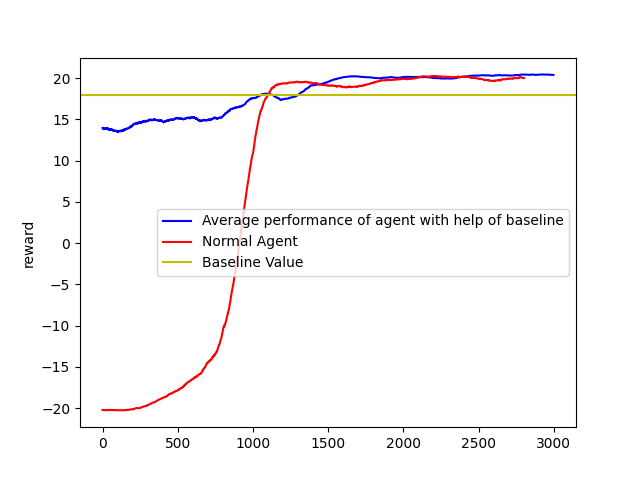 20
15
10
5
0
−5
−10
−15
−20
reward
Average performance of agent with help of baseline
Normal Agent
Baseline Value
0 500 1000 1500 2000 2500 3000